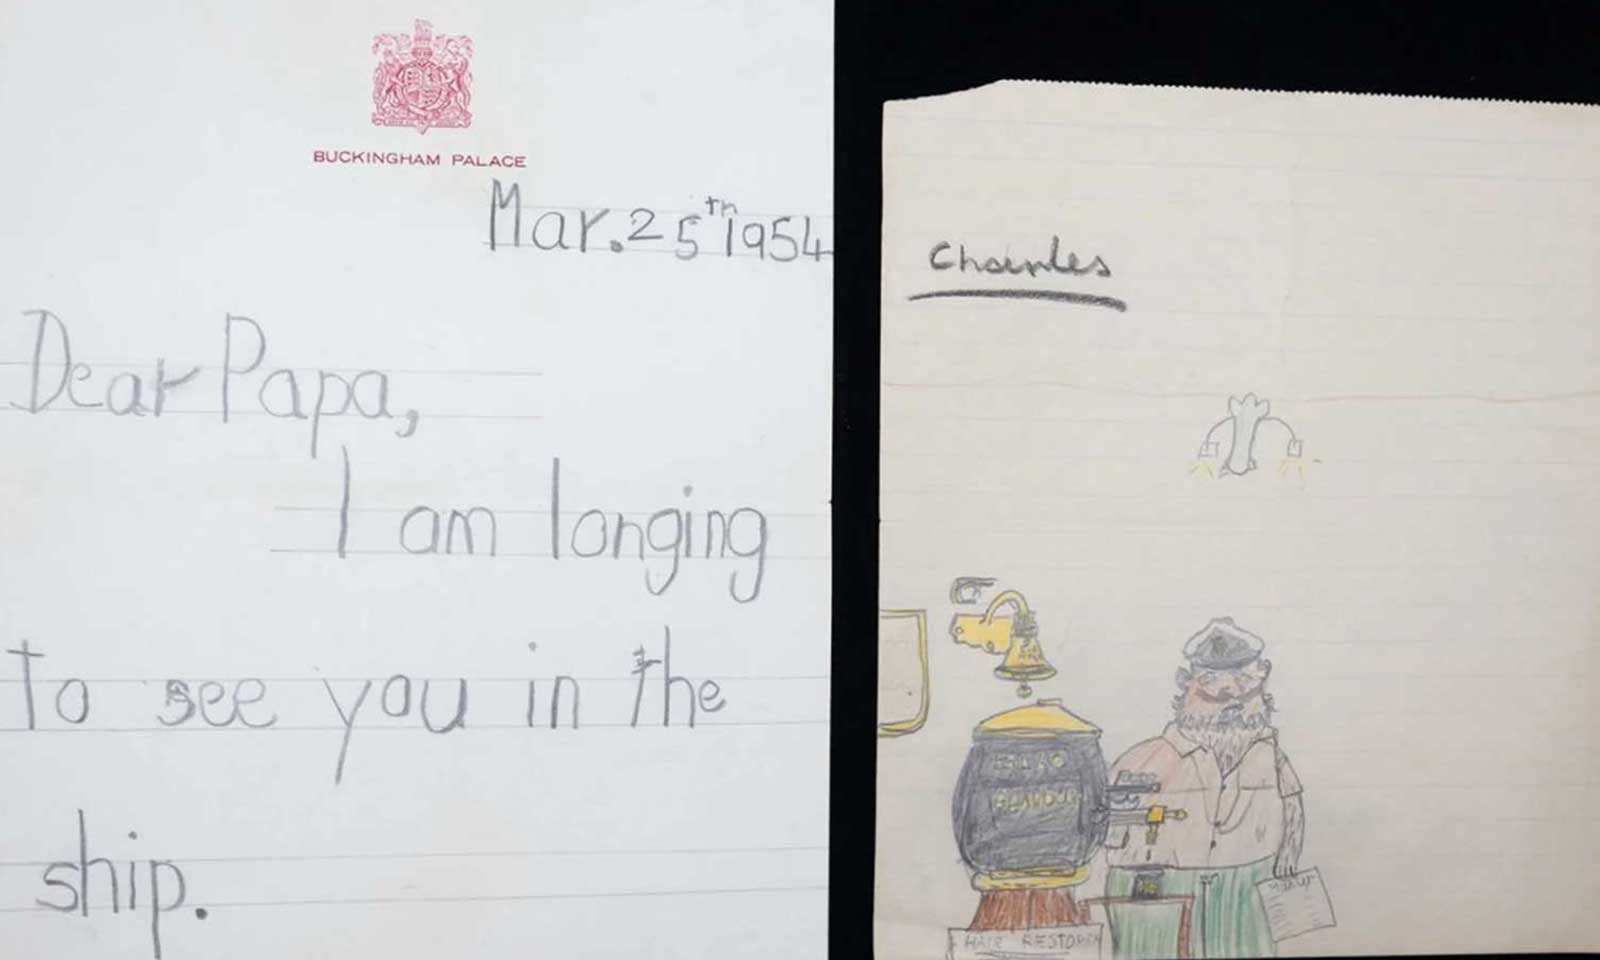 BUCKINGHAM PALACE
Mar. 25th 1954
Dear Papa,
I am longing
to see you in the
ship.
Charles
HAIR RESTORER